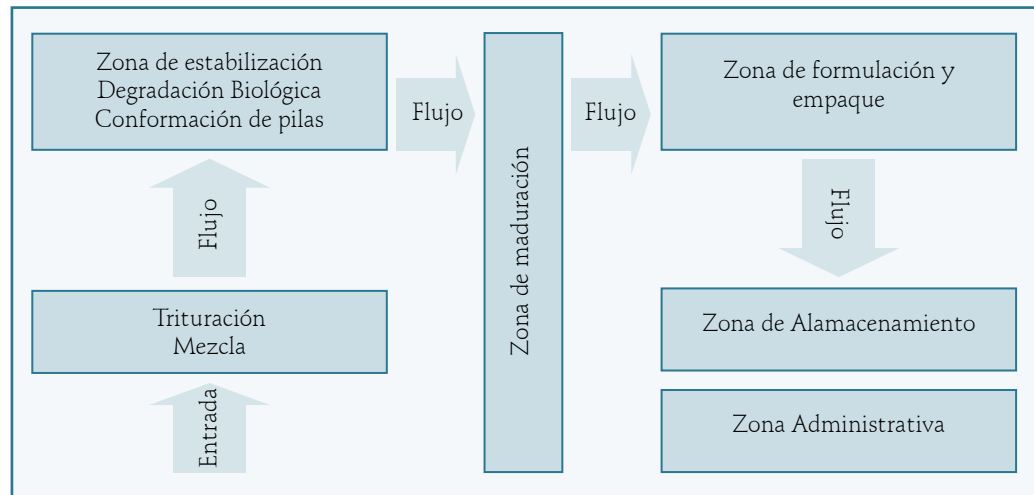 Zona de estabilización
Degradación Biológica
Conformación de pilas
Flujo
Zona de maduración
Flujo
Zona de formulación y
empaque
Flujo
Flujo
Trituración
Mezcla
Zona de Alamacenamiento
Entrada
Zona Administrativa